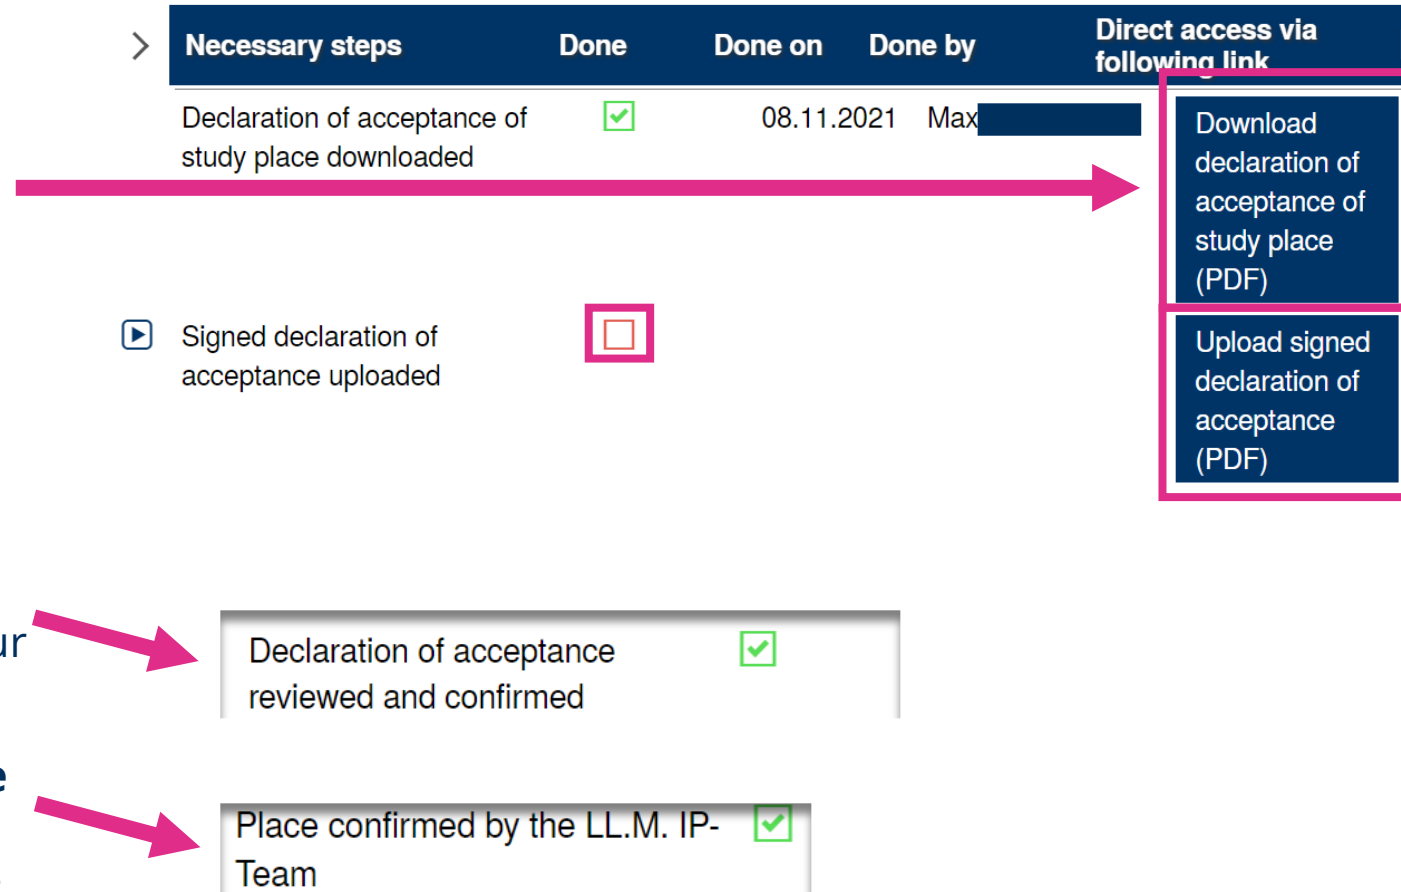 Necessary steps Done Done on Done by Direct access via
following link
Declaration of acceptance of
study place downloaded
08.11.2021 Max
Download
declaration of
acceptance of
study place
(PDF)
Signed declaration of
acceptance uploaded
Upload signed
declaration of
acceptance
(PDF)
Declaration of acceptance
reviewed and confirmed
Place confirmed by the LL.M. IP-
Team